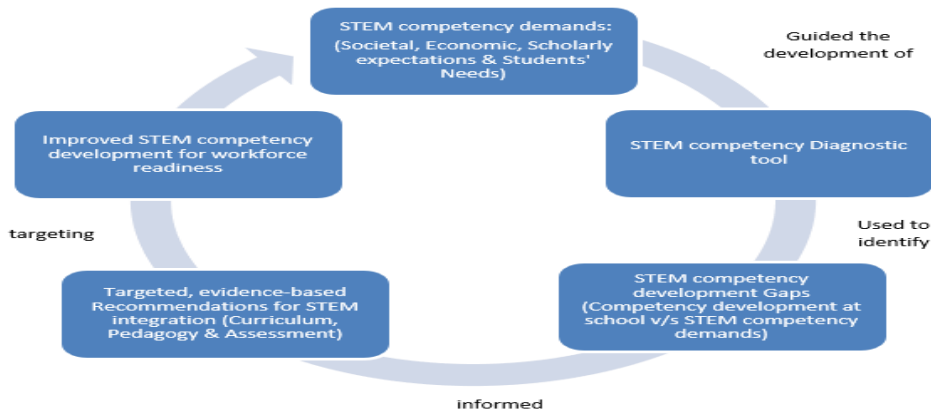 STEM competency demands:
(Societal, Economic, Scholarly
expectations & Students'
Needs)
Guided the
development of
STEM competency Diagnostic
tool
Used to
identify
STEM competency
development Gaps
(Competency development at
school v/s STEM competency
demands)
informed
Targeted, evidence-based
Recommendations for STEM
integration (Curriculum,
Pedagogy & Assessment)
targeting
Improved STEM competency
development for workforce
readiness